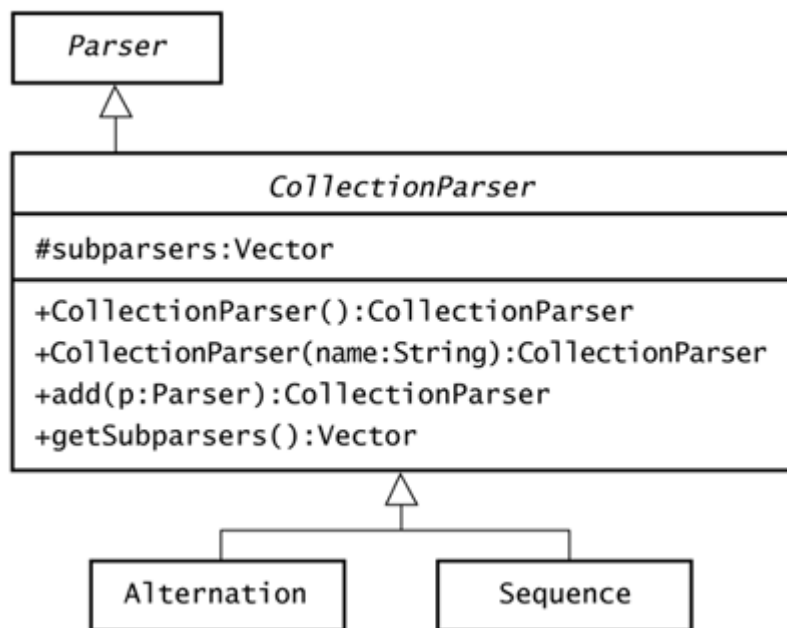 Parser
CollectionParser
#subparsers:Vector
+CollectionParser():CollectionParser
+CollectionParser(name:String):CollectionParser
+add(p:Parser):CollectionParser
+getSubparsers():Vector
Alternation
Sequence